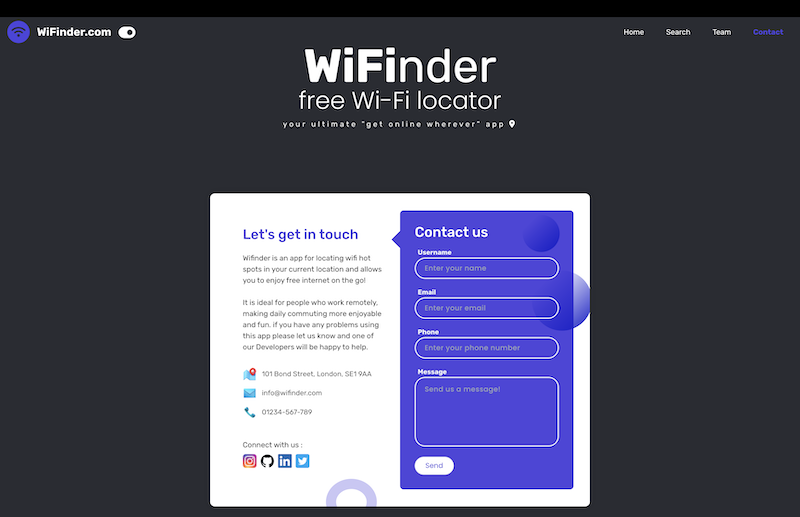 WiFinder.com
Home
Search
Team
Contact
WiFinder
free Wi-Fi locator
your ultimate "get online wherever" app
Let's get in touch
Wifinder is an app for locating wifi hot
spots in your current location and allows
you to enjoy free internet on the go!
It is ideal for people who work remotely,
making daily commuting more enjoyable
and fun. if you have any problems using
this app please let us know and one of
our Developers will be happy to help.
101 Bond Street, London, SE1 9AA
info@wifinder.com
01234-567-789
Connect with us :
Contact us
Username
Enter your name
Email
Enter your email
Phone
Enter your phone number
Message
Send us a message!
Send